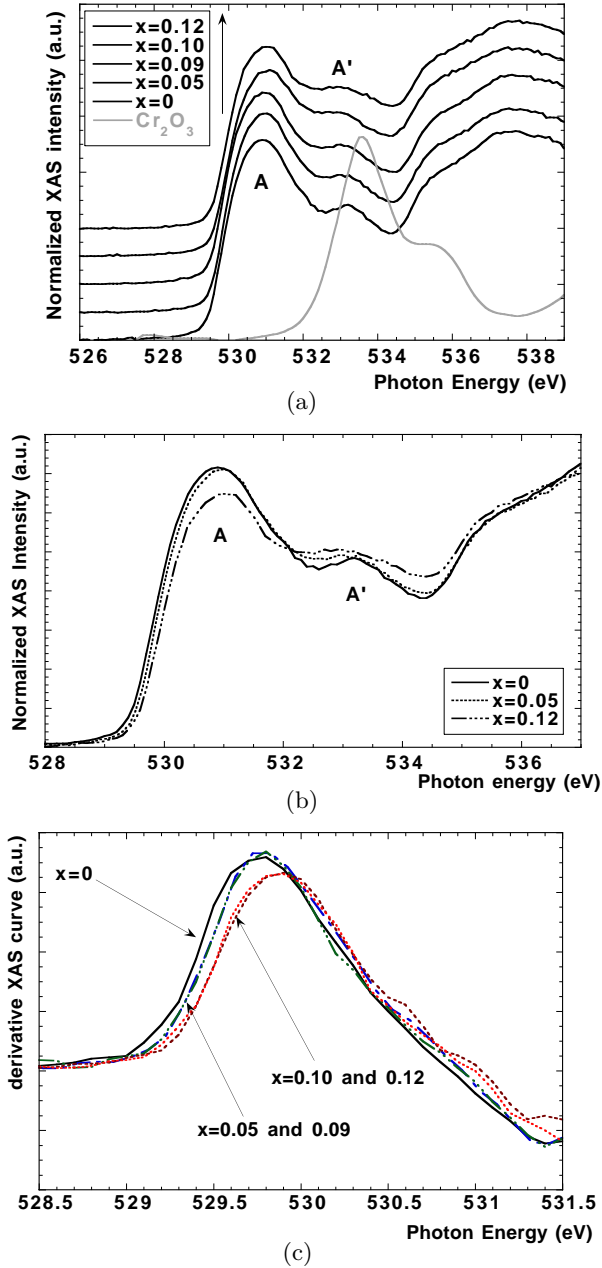 x=0.12
x=0.10
x=0.09
x=0.05
x=0
Cr2O3
A'
A
Normalized XAS intensity (a.u.)
526 528 530 532 534 536 538
Photon Energy (eV)
(a)
Normalized XAS Intensity (a.u.)
A
A'
x=0
x=0.05
x=0.12
528 530 532 534 536
Photon energy (eV)
(b)
derivative XAS curve (a.u.)
x=0
x=0.10 and 0.12
x=0.05 and 0.09
528.5 529 529.5 530 530.5 531 531.5
Photon Energy (eV)
(c)